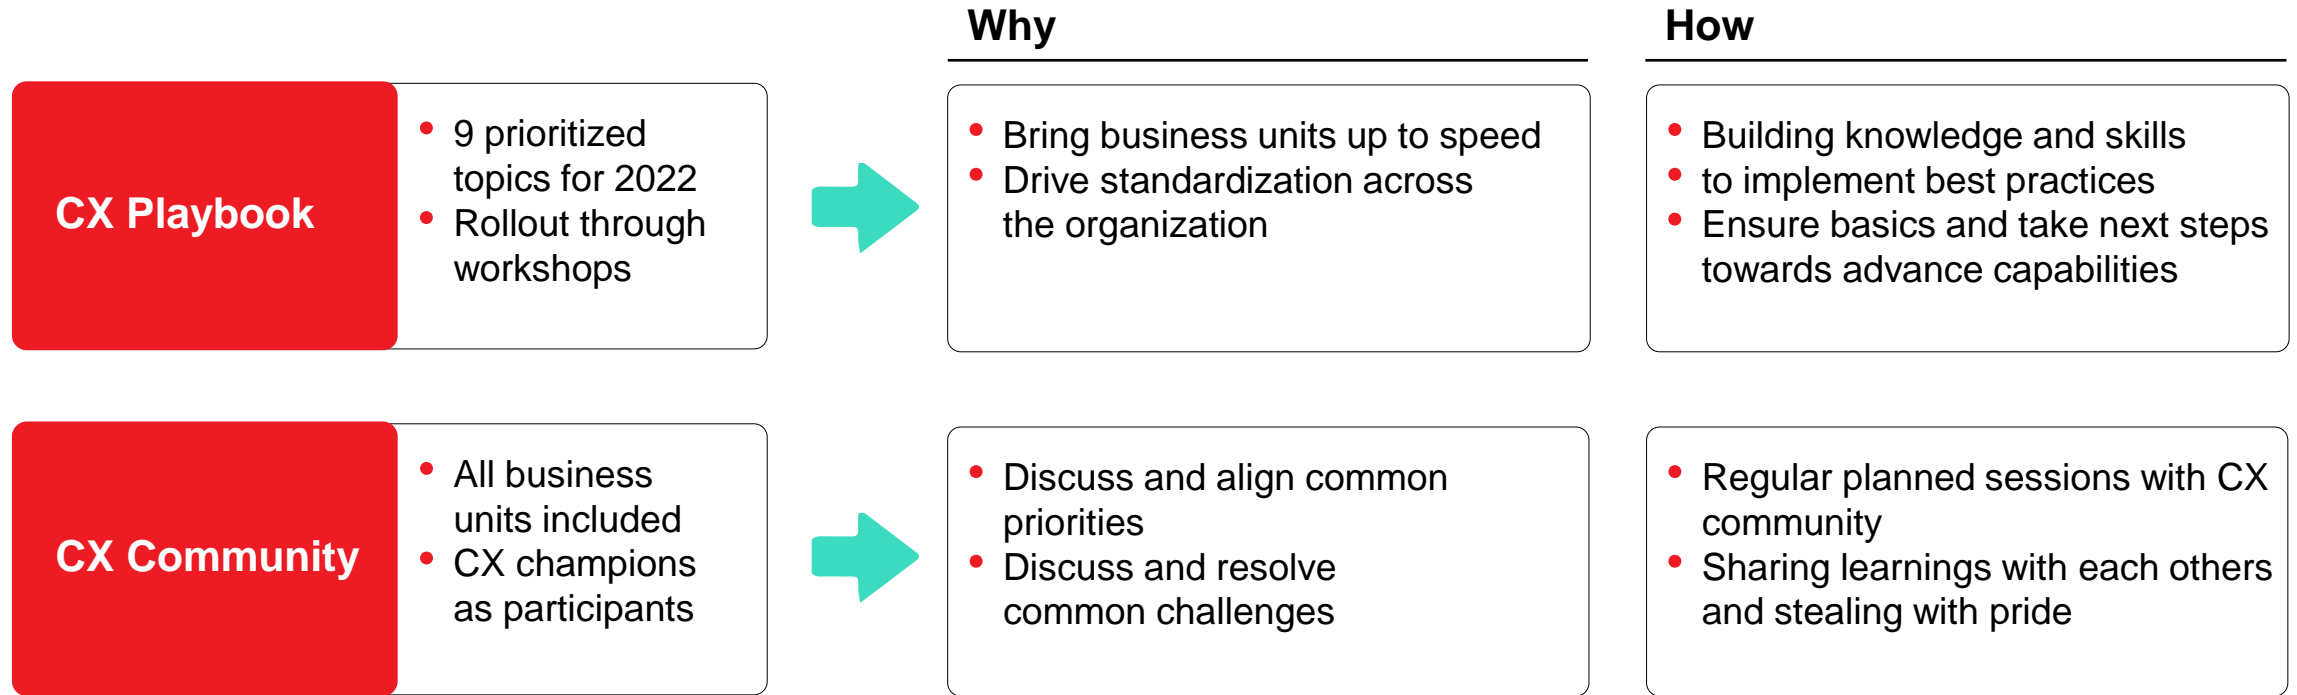 Why
How
CX Playbook
• 9 prioritized
topics for 2022
• Rollout through
workshops
• Bring business units up to speed
• Drive standardization across
the organization
• Building knowledge and skills
• to implement best practices
• Ensure basics and take next steps
towards advance capabilities
CX Community
• All business
units included
• CX champions
as participants
• Discuss and align common
priorities
• Discuss and resolve
common challenges
• Regular planned sessions with CX
community
• Sharing learnings with each others
and stealing with pride